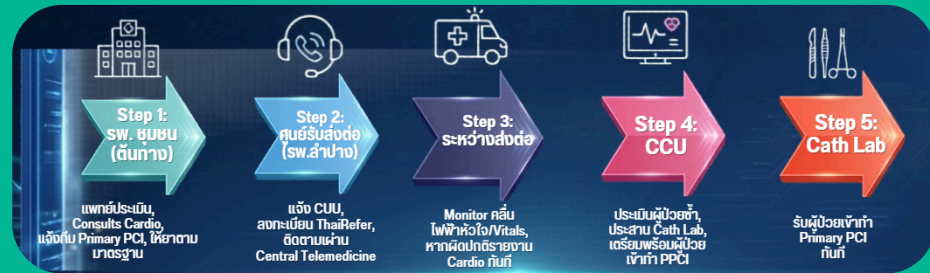 Step 1:
รพ. ชุมชน
(ต้นทาง)
แพทย์ประเมิน,
Consults Cardio,
แจ้งทีม Primary PCI, ให้ยาตาม
มาตรฐาน
Step 2:
ศูนย์รับส่งต่อ
(รพ.ลำปาง)
แจ้ง CUU,
ลงทะเบียน ThaiRefer,
ติดตามผ่าน
Central Telemedicine
Step 3:
ระหว่างส่งต่อ
Monitor คลื่น
ไฟฟ้าหัวใจ/Vitals,
หากผิดปกติรายงาน
Cardio ทันที
Step 4:
CCU
ประเมินผู้ป่วยซ้ำ,
ประสาน Cath Lab,
เตรียมพร้อมผู้ป่วย
เข้าทำ PPCI
Step 5:
Cath Lab
รับผู้ป่วยเข้าทำ
Primary PCI
ทันที